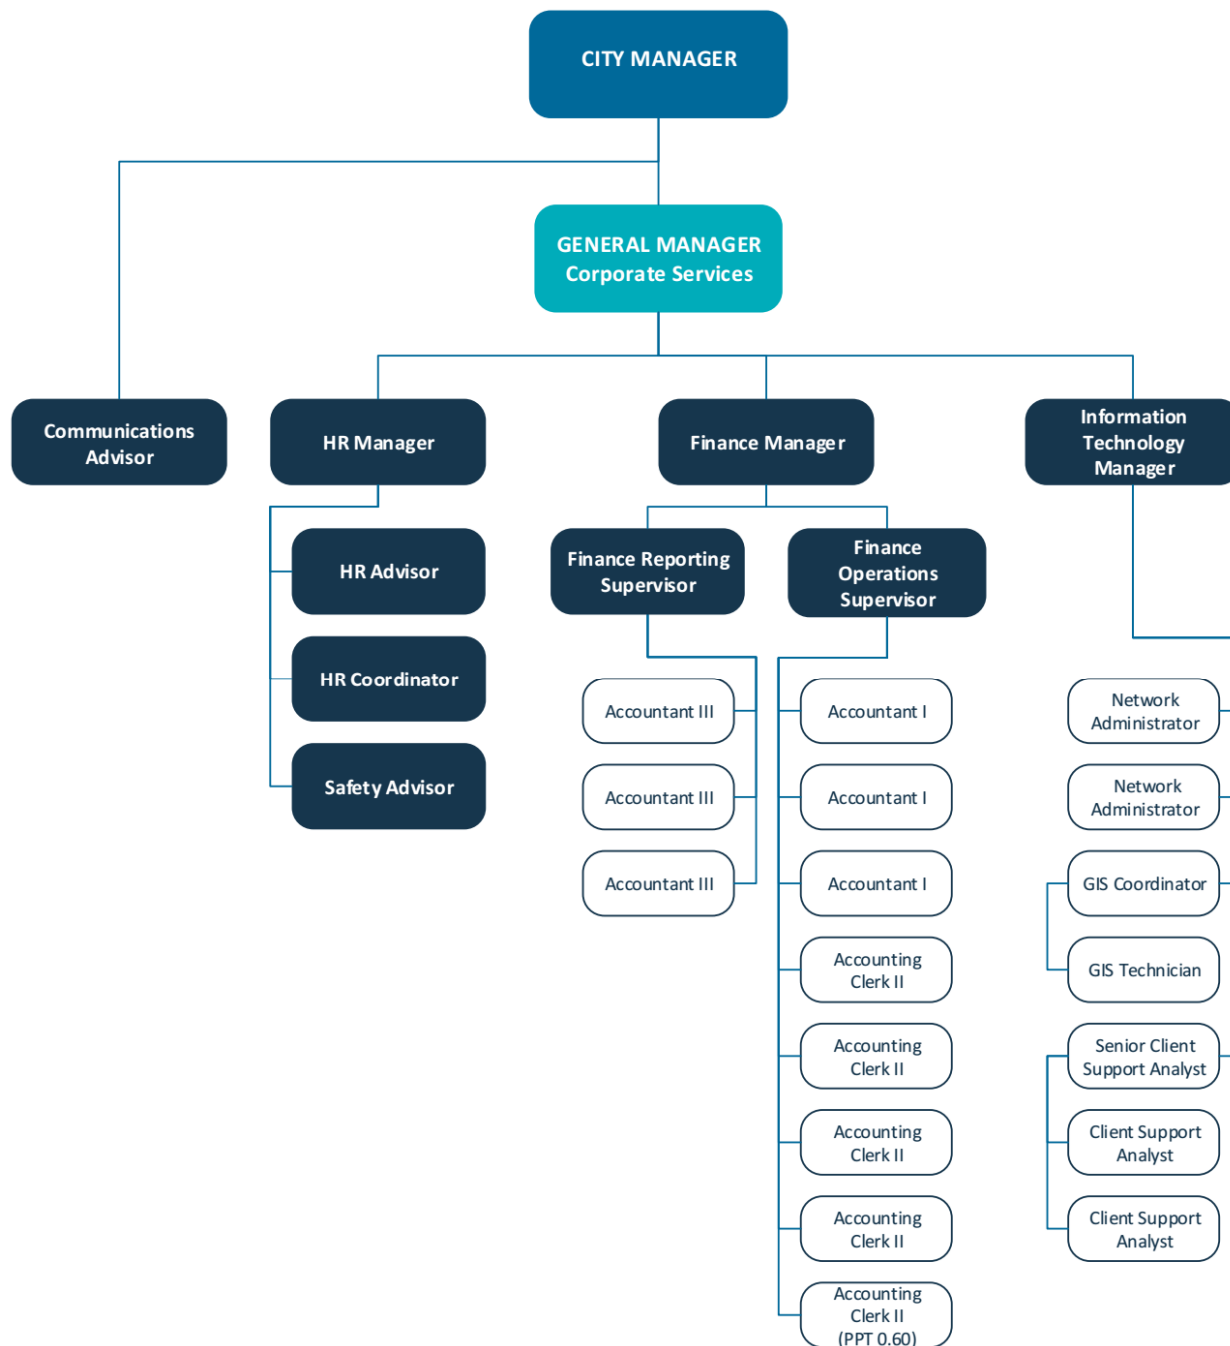 CITY MANAGER
GENERAL MANAGER
Corporate Services
Communications
Advisor
HR Manager
Finance Manager
Information
Technology
Manager
HR Advisor
HR Coordinator
Safety Advisor
Finance Reporting
Supervisor
Finance
Operations
Supervisor
Accountant III
Accountant III
Accountant III
Accountant I
Accountant I
Accountant I
Accounting
Clerk II
Accounting
Clerk II
Accounting
Clerk II
Accounting
Clerk II
Accounting
Clerk II
(PPT 0.60)
Network
Administrator
Network
Administrator
GIS Coordinator
GIS Technician
Senior Client
Support Analyst
Client Support
Analyst
Client Support
Analyst